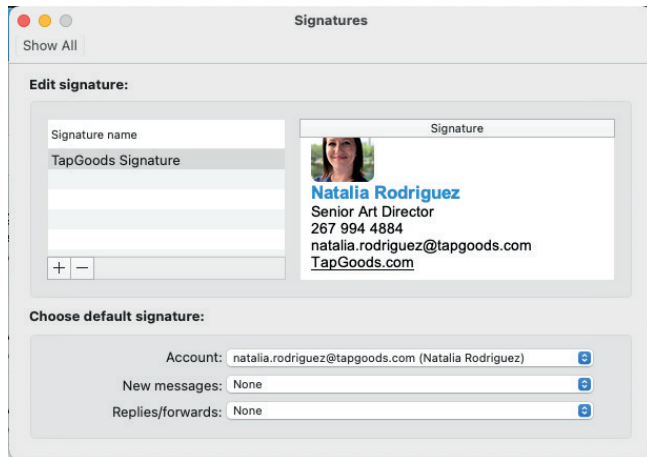 Signatures
Show All
Edit signature:
Signature name
TapGoods Signature
+ −
Signature
Natalia Rodriguez
Senior Art Director
267 994 4884
natalia.rodriguez@tapgoods.com
TapGoods.com
Choose default signature:
Account: natalia.rodriguez@tapgoods.com (Natalia Rodriguez)
New messages: None
Replies/forwards: None